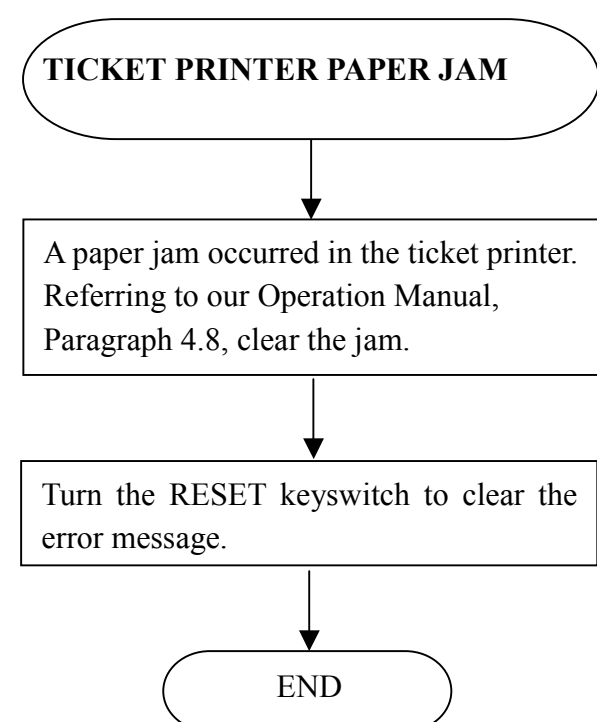 TICKET PRINTER PAPER JAM
A paper jam occurred in the ticket printer.
Referring to our Operation Manual,
Paragraph 4.8, clear the jam.
Turn the RESET keyswitch to clear the
error message.
END